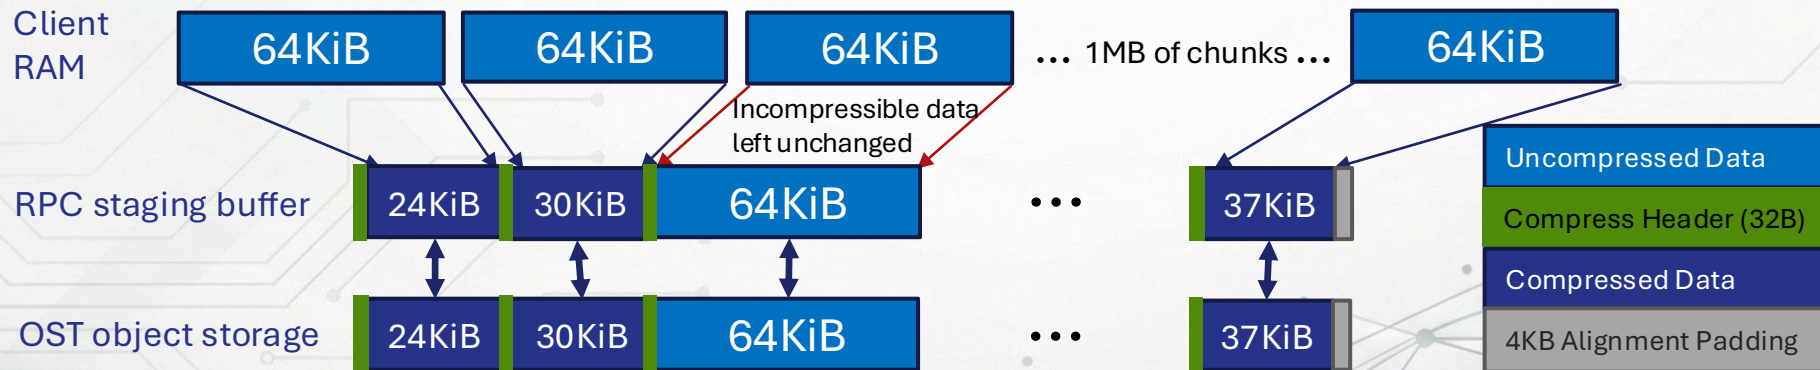 Client
RAM
64KiB
64KiB
64KiB
... 1MB of chunks ...
64KiB
Incompressible data
left unchanged
RPC staging buffer
24KiB
30KiB
64KiB
...
37KiB
OST object storage
24KiB
30KiB
64KiB
...
37KiB
Uncompressed Data
Compress Header (32B)
Compressed Data
4KB Alignment Padding